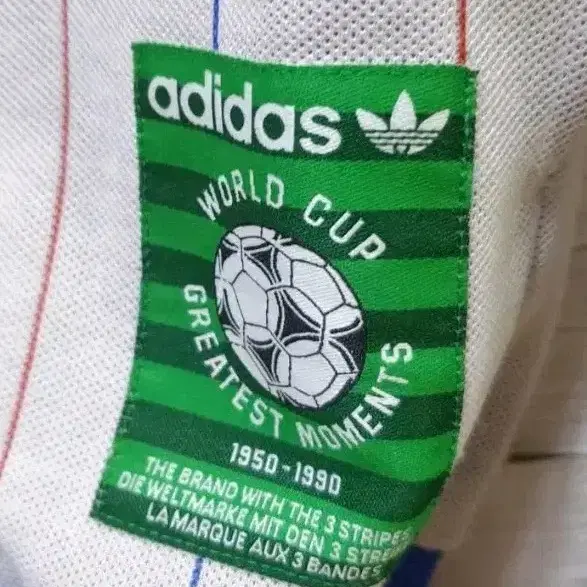 adidas
WORLD CUP
GREATEST MOMENTS
1950-1990
THE BRAND WITH THE 3 STRIPES
DIE WELTMARKE MIT DEN 3 STREI
LA MARQUE AUX 3 BANDES